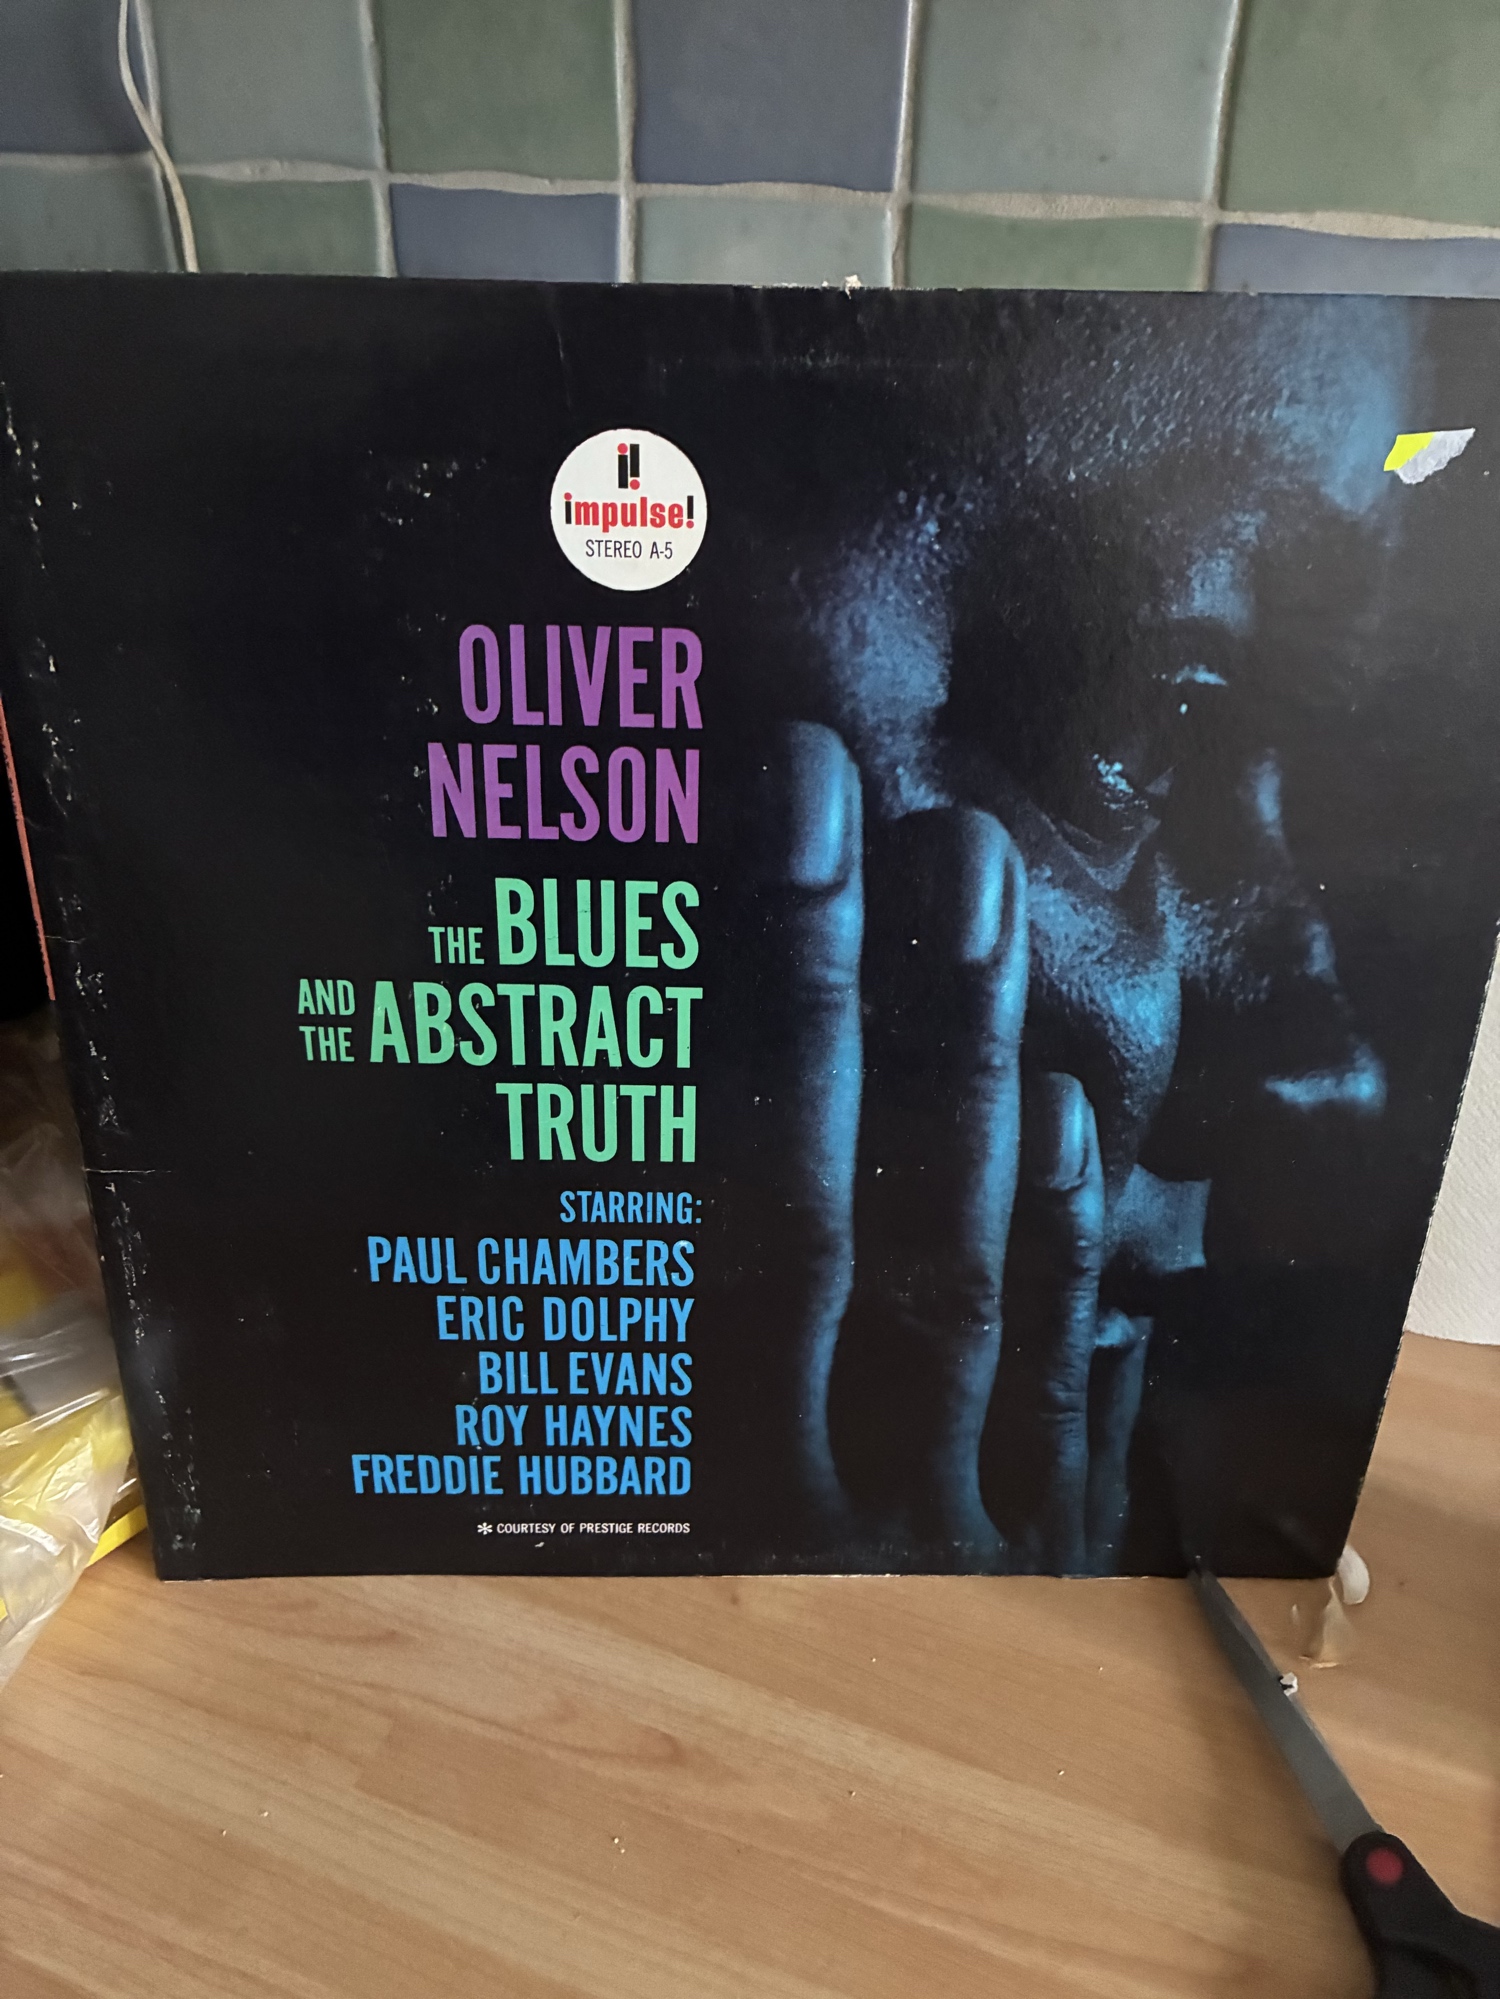 i!
impulse!
STEREO A-5
OLIVER
NELSON
THE BLUES
AND THE ABSTRACT
TRUTH
STARRING:
PAUL CHAMBERS
ERIC DOLPHY
BILL EVANS
ROY HAYNES
FREDDIE HUBBARD
* COURTESY OF PRESTIGE RECORDS